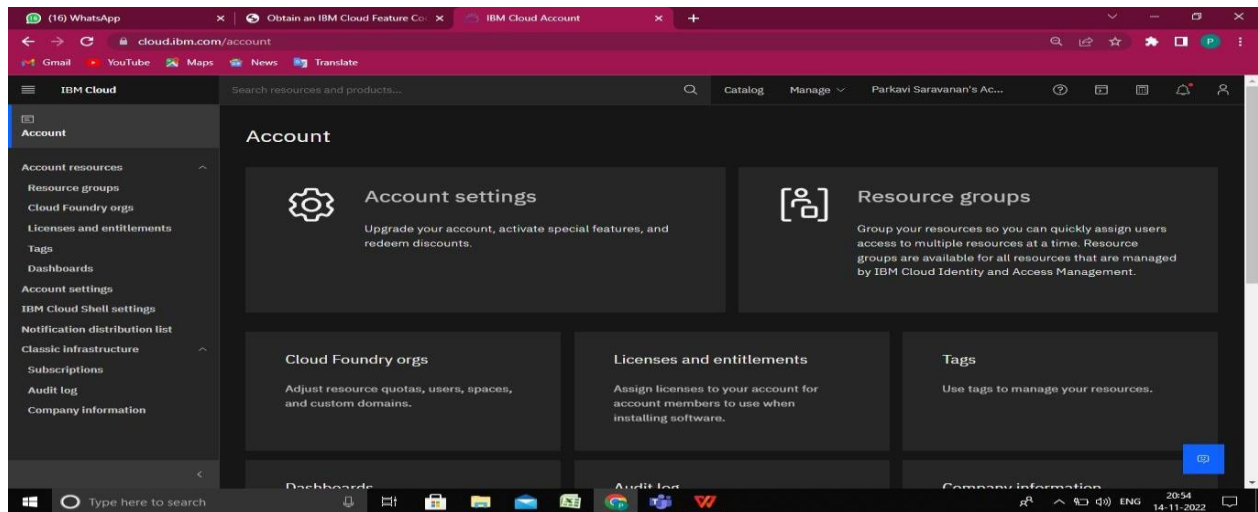 (16) WhatsApp
Obtain an IBM Cloud Feature Co
IBM Cloud Account
cloud.ibm.com/account
Gmail
YouTube
Maps
News
Translate
P
IBM Cloud
Search resources and products...
Catalog
Manage
Parkavi Saravanan's Ac...
Account
Account resources
Resource groups
Cloud Foundry orgs
Licenses and entitlements
Tags
Dashboards
Account settings
IBM Cloud Shell settings
Notification distribution list
Classic infrastructure
Subscriptions
Audit log
Company information
Account
Account settings
Upgrade your account, activate special features, and
redeem discounts.
Resource groups
Group your resources so you can quickly assign users
access to multiple resources at a time. Resource
groups are available for all resources that are managed
by IBM Cloud Identity and Access Management.
Cloud Foundry orgs
Adjust resource quotas, users, spaces,
and custom domains.
Licenses and entitlements
Assign licenses to your account for
account members to use when
installing software.
Tags
Use tags to manage your resources.
Dashboards
Audit log
Company information
Type here to search
ENG
20:54
14-11-2022